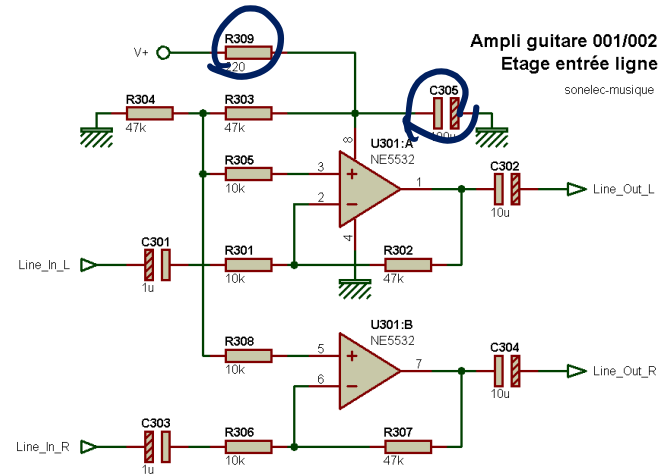 Ampli guitare 001/002
Etage entrée ligne
sonelec-musique
R309
V+
C305
R304
R303
47k
47k
8
U301:A
NE5532
R305
10k
3
2
1
C302
10u
Line_Out_L
4
C301
R301
R302
Line_In_L
1u
10k
47k
U301:B
NE5532
R308
10k
5
6
7
C304
10u
Line_Out_R
C303
R306
R307
Line_In_R
1u
10k
47k